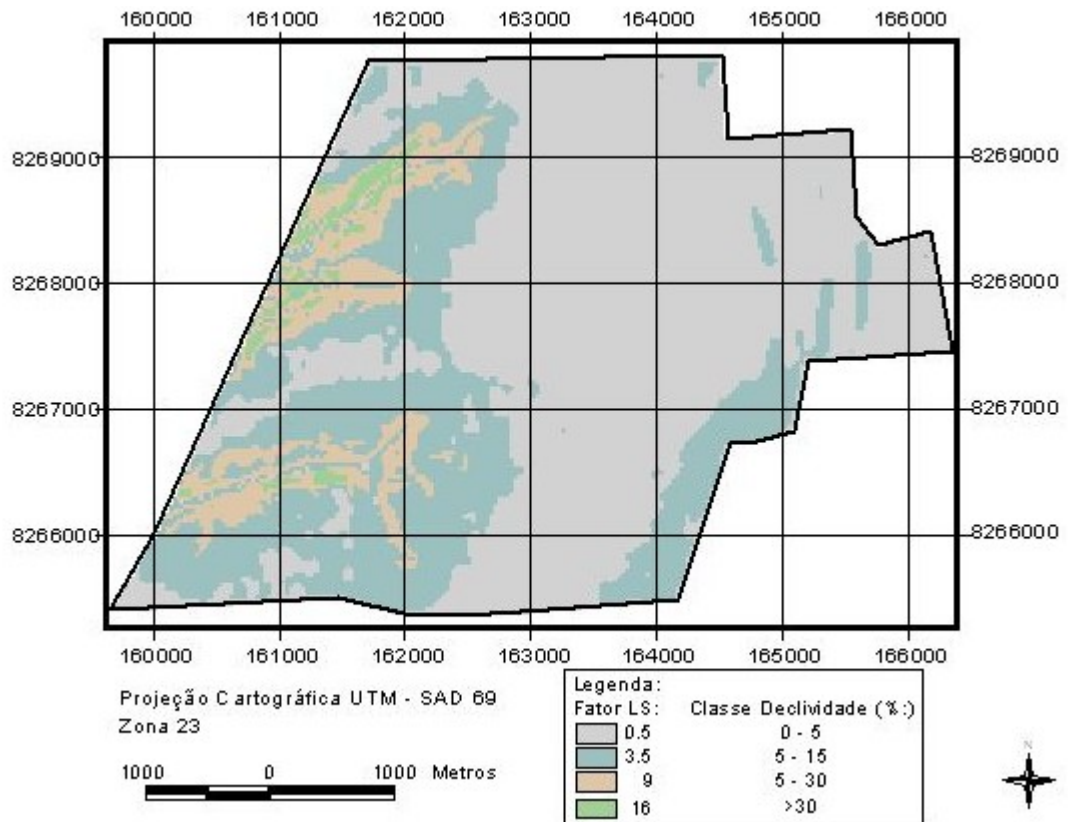 160000 161000 162000 163000 164000 165000 166000
8269000 8269000
8268000 8268000
8267000 8267000
8266000 8266000
160000 161000 162000 163000 164000 165000 166000
Projeção Cartográfica UTM - SAD 69
Zona 23
1000 0 1000 Metros
Legenda:
Fator LS: Classe Declividade (%:)
0.5 0 - 5
3.5 5 - 15
9 5 - 30
16 >30
N